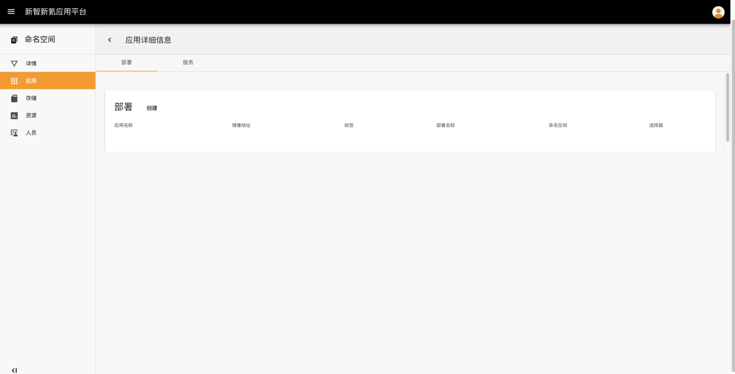 新智新氦应用平台
命名空间
应用详细信息
详情
部署
服务
应用
存储
资源
人员
部署 创建
应用名称 镜像地址 标签 部署名称 命名空间 选择器